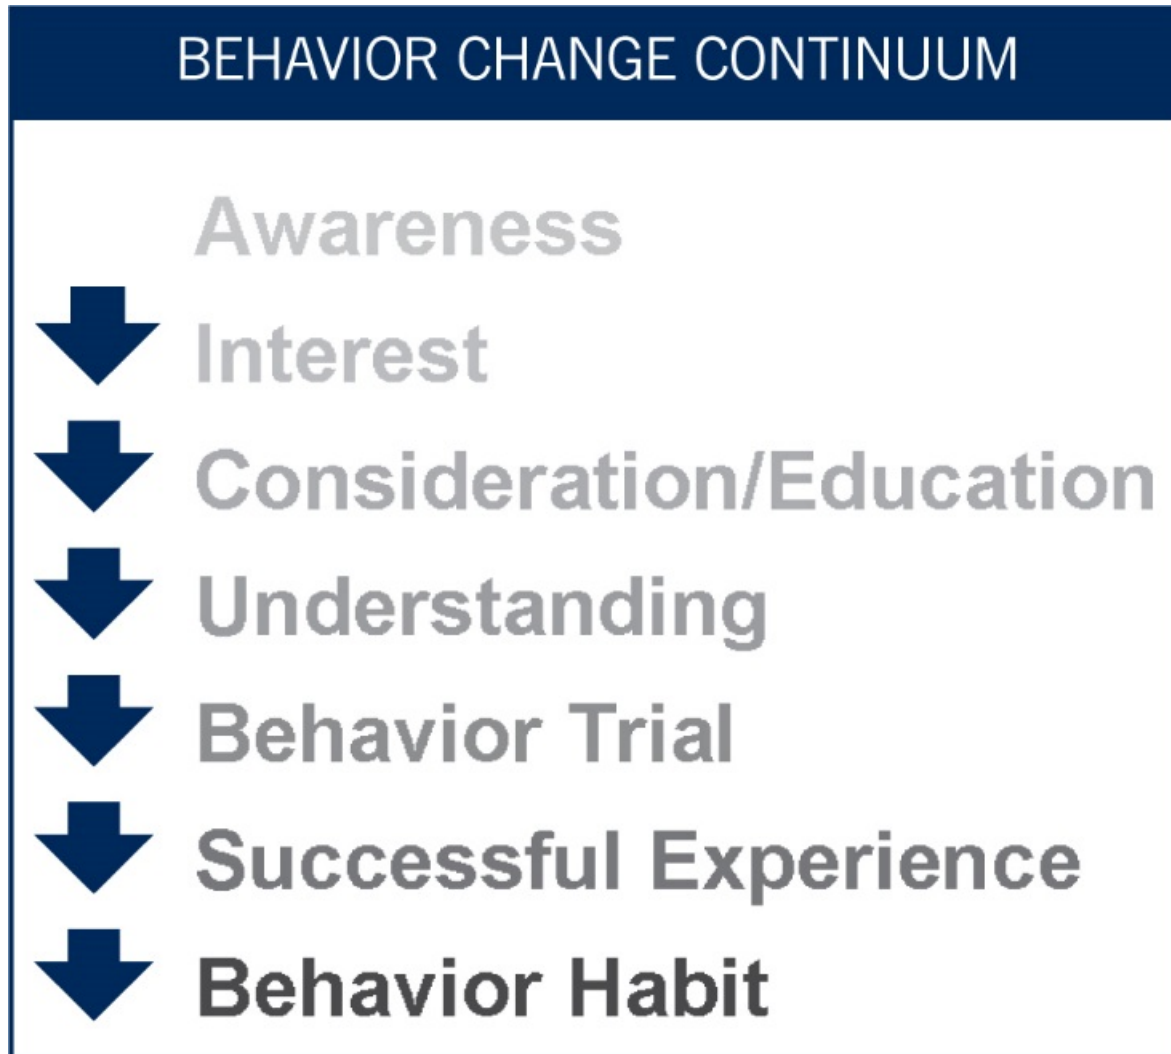 BEHAVIOR CHANGE CONTINUUM
Awareness
Interest
Consideration/Education
Understanding
Behavior Trial
Successful Experience
Behavior Habit